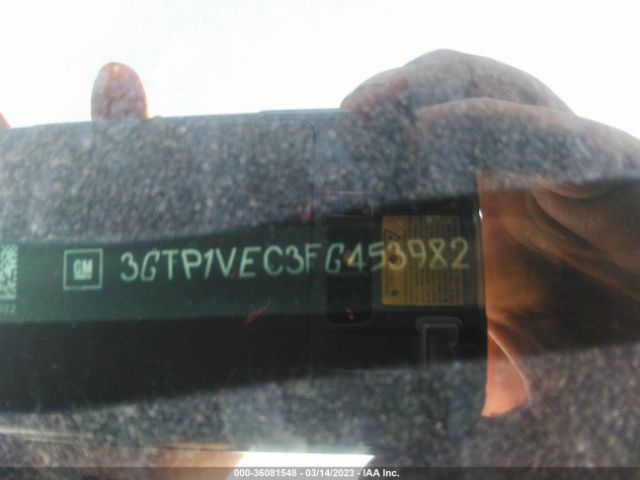 GM 3GTP1VEC3FG453982
000-36081548 - 03/14/2023 - IAA Inc.